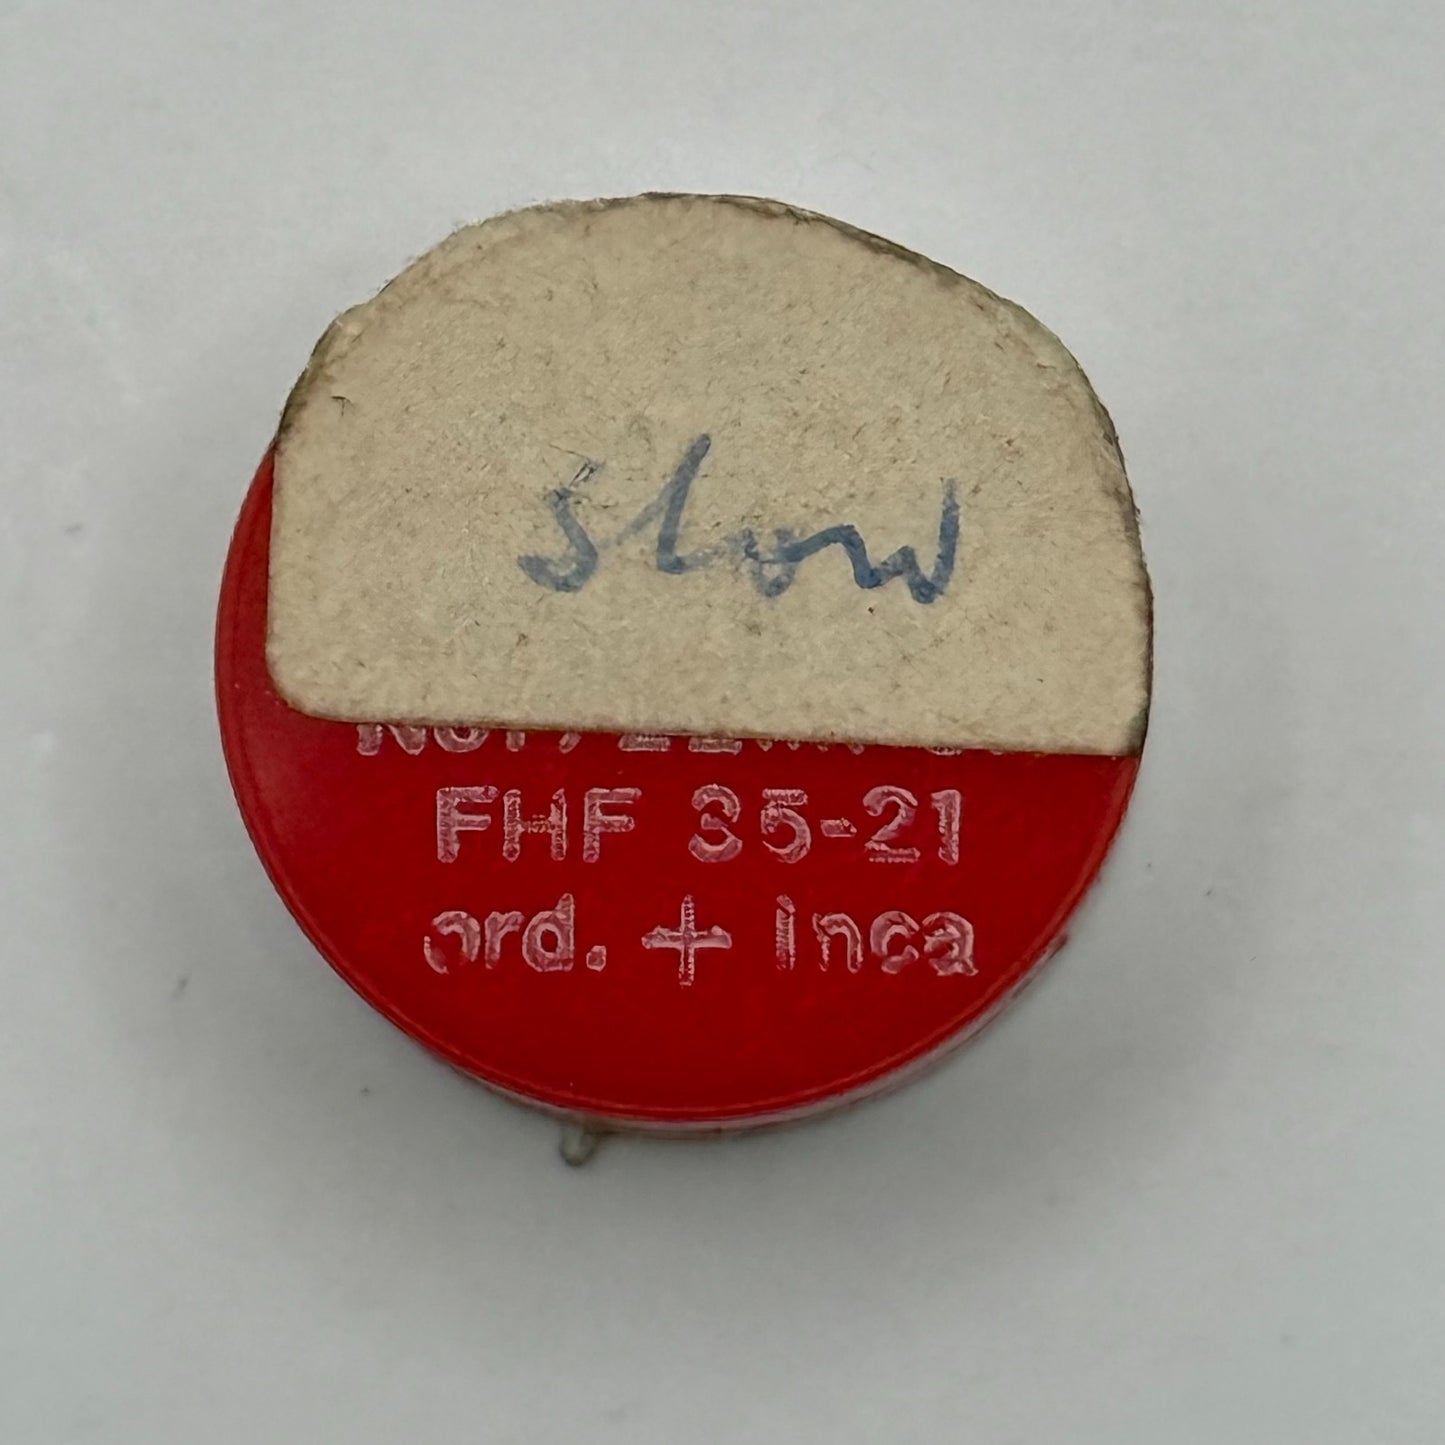 slow
FHF 35-21
ord. + inca